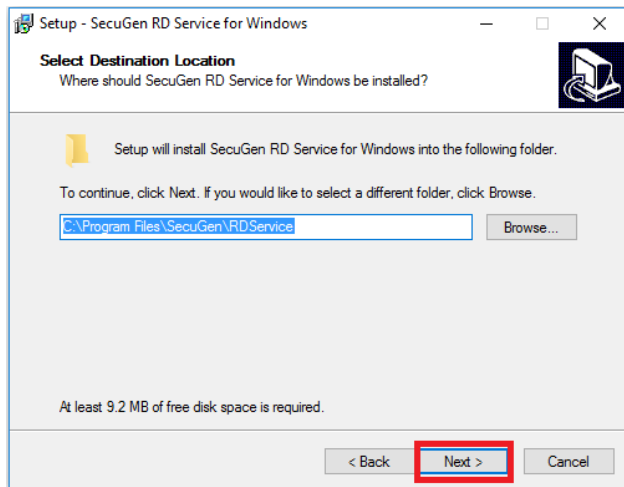 Setup - SecuGen RD Service for Windows
Select Destination Location
Where should SecuGen RD Service for Windows be installed?
Setup will install SecuGen RD Service for Windows into the following folder.
To continue, click Next. If you would like to select a different folder, click Browse.
C:\Program Files\SecuGen\RDService
Browse...
At least 9.2 MB of free disk space is required.
< Back
Next >
Cancel